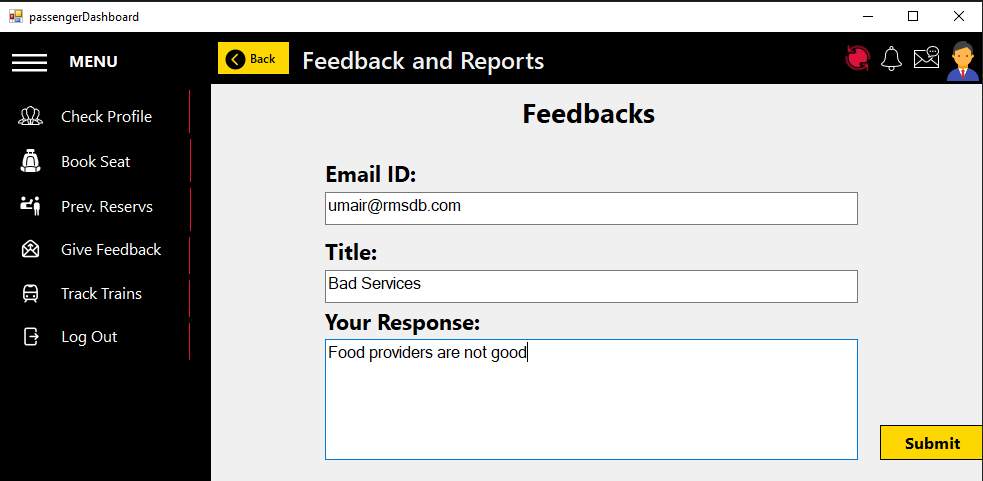 passengerDashboard
MENU
Back
Feedback and Reports
Check Profile
Book Seat
Prev. Reservs
Give Feedback
Track Trains
Log Out
Feedbacks
Email ID:
umair@rmsdb.com
Title:
Bad Services
Your Response:
Food providers are not good
Submit